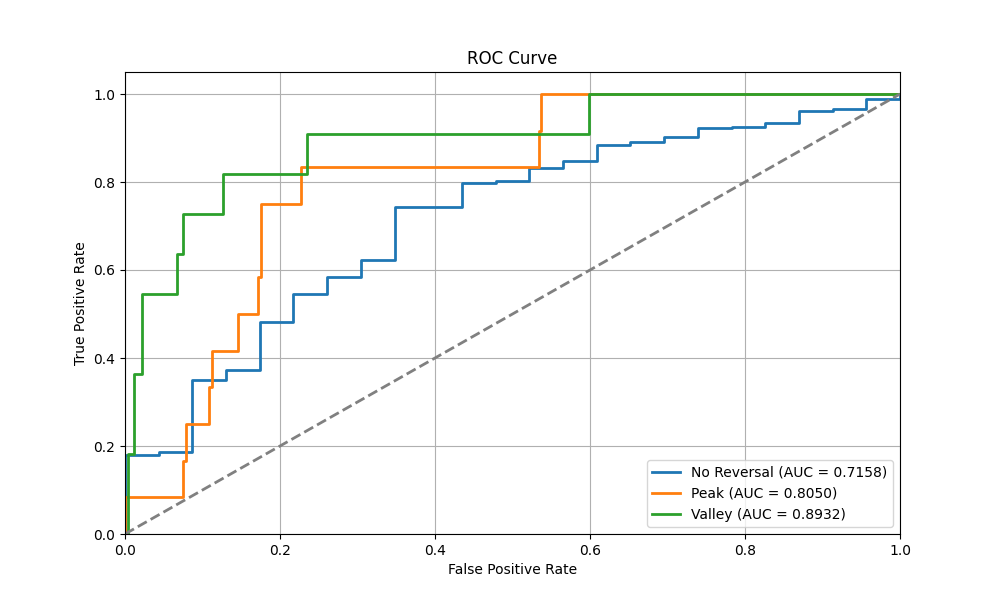 ROC Curve
1.0
0.8
0.6
0.4
0.2
0.0
True Positive Rate
No Reversal (AUC = 0.7158)
Peak (AUC = 0.8050)
Valley (AUC = 0.8932)
0.0 0.2 0.4 0.6 0.8 1.0
False Positive Rate